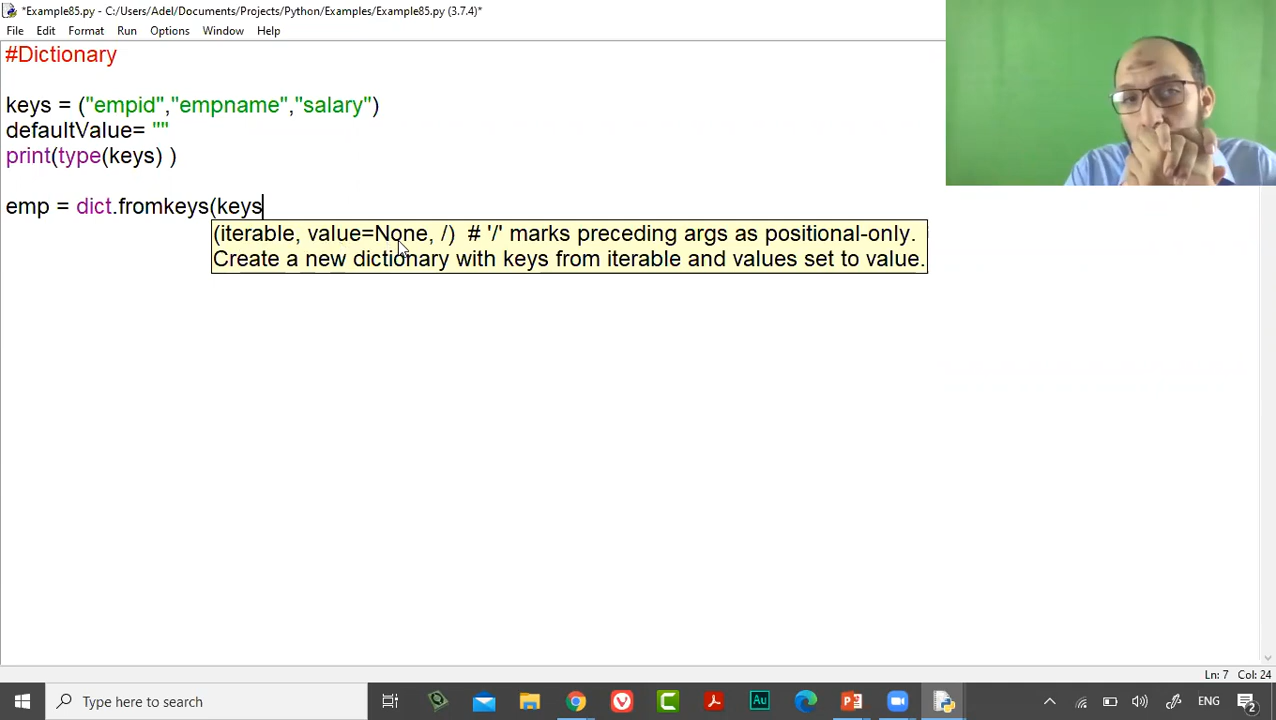 *Example85.py - C:/Users/Adel/Documents/Projects/Python/Examples/Example85.py (3.7.4)*
File Edit Format Run Options Window Help
#Dictionary
keys = ("empid","empname","salary")
defaultValue= ""
print(type(keys) )
emp = dict.fromkeys(keys
(iterable, value=None, /)  # '/' marks preceding args as positional-only.
Create a new dictionary with keys from iterable and values set to value.
Ln: 7 Col: 24
Type here to search
Au
ENG
2